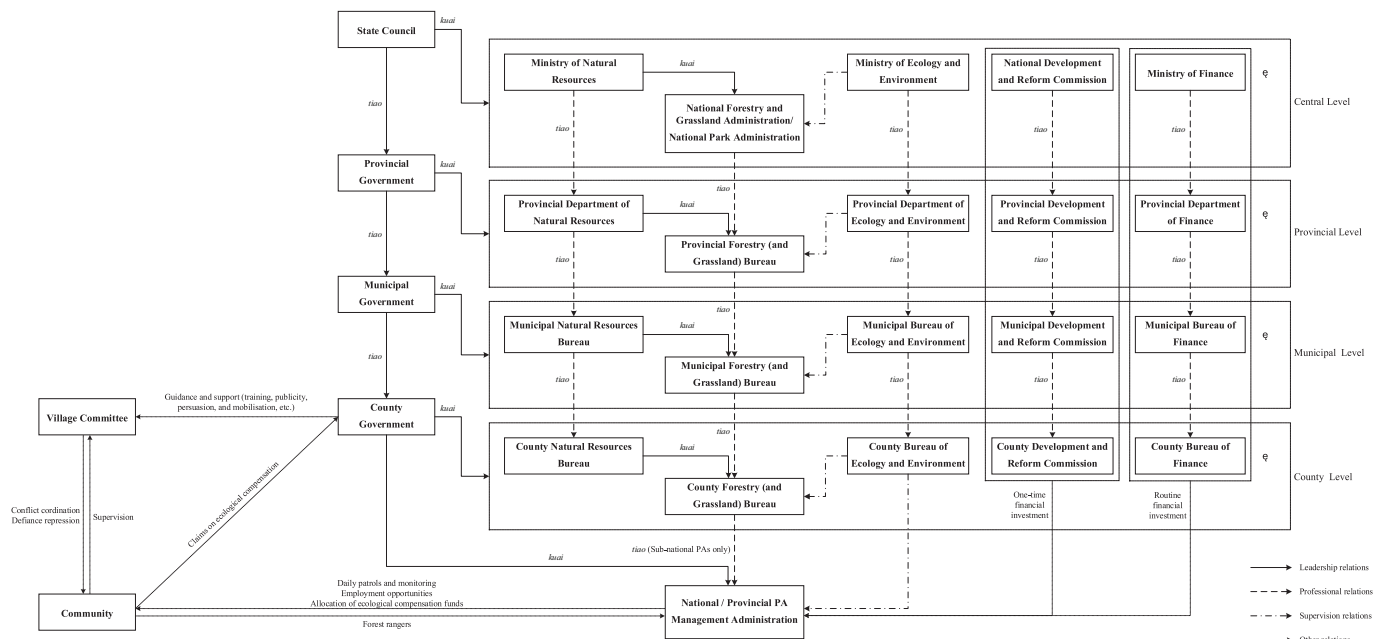 State Council
kuai
tiao
Provincial
Government
kuai
tiao
Municipal
Government
kuai
tiao
County
Government
kuai
Ministry of Natural
Resources
kuai
National Forestry and
Grassland Administration/
National Park Administration
Ministry of Ecology and
Environment
National Development
and Reform Commission
Ministry of Finance
ę
Central Level
tiao
tiao
tiao
tiao
tiao
Provincial Department of
Natural Resources
kuai
Provincial Forestry (and
Grassland) Bureau
Provincial Department of
Ecology and Environment
Provincial Development
and Reform Commission
Provincial Department
of Finance
ę
Provincial Level
tiao
tiao
tiao
tiao
tiao
Municipal Natural Resources
Bureau
kuai
Municipal Forestry (and
Grassland) Bureau
Municipal Bureau of
Ecology and Environment
Municipal Development
and Reform Commission
Municipal Bureau of
Finance
ę
Municipal Level
tiao
tiao
tiao
tiao
tiao
County Natural Resources
Bureau
kuai
County Forestry (and
Grassland) Bureau
County Bureau of
Ecology and Environment
County Development and
Reform Commission
County Bureau of
Finance
ę
County Level
One-time
financial
investment
Routine
financial
investment
Guidance and support (training, publicity,
persuasion, and mobilisation, etc.)
Village Committee
Conflict cordination
Defiance repression
Supervision
Claims on ecological compensation
Community
kuai
tiao (Sub-national PAs only)
Daily patrols and monitoring
Employment opportunities
Allocation of ecological compensation funds
Forest rangers
National / Provincial PA
Management Administration
Leadership relations
Professional relations
Supervision relations